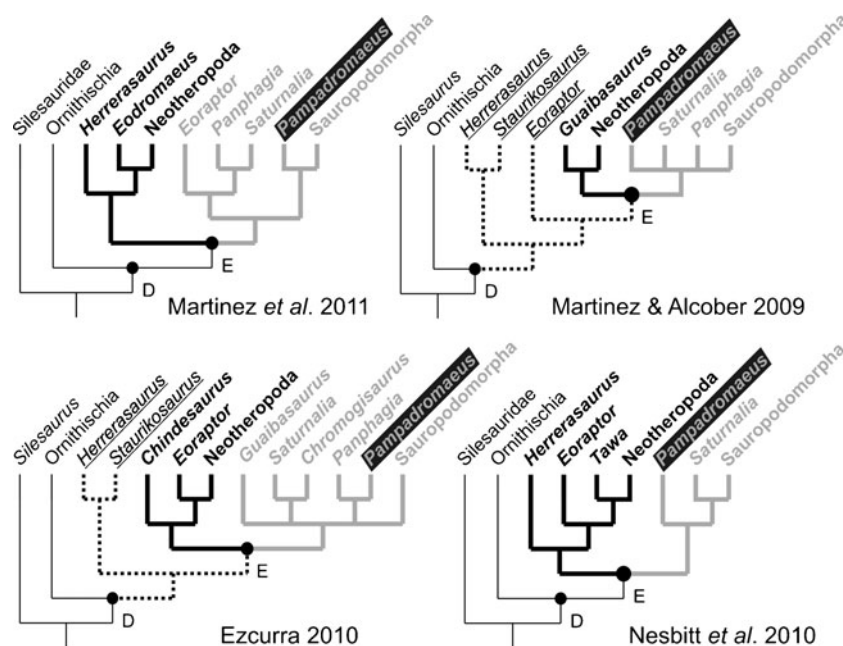 Silesauridae
Ornithischia
Herrerasaurus
Eodromaeus
Neotheropoda
Eoraptor
Panphagia
Saturnalia
Pampadromaeus
Sauropodomorpha
E
D
Martinez et al. 2011
Silesaurus
Ornithischia
Herrerasaurus
Staurikosaurus
Eoraptor
Guaibasaurus
Neotheropoda
Pampadromaeus
Saturnalia
Panphagia
Sauropodomorpha
E
D
Martinez & Alcober 2009
Silesaurus
Ornithischia
Herrerasaurus
Staurikosaurus
Chindesaurus
Eoraptor
Neotheropoda
Guaibasaurus
Saturnalia
Chromogisaurus
Panphagia
Pampadromaeus
Sauropodomorpha
E
D
Ezcurra 2010
Silesauridae
Ornithischia
Herrerasaurus
Eoraptor
Tawa
Neotheropoda
Pampadromaeus
Saturnalia
Sauropodomorpha
E
D
Nesbitt et al. 2010